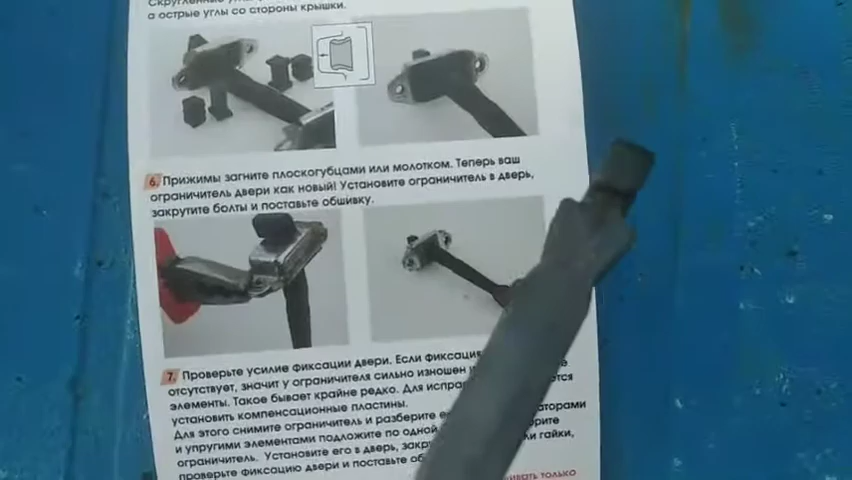 Скругленные
а острые углы со стороны крышки.
6. Прижимы загните плоскогубцами или молотком. Теперь ваш
ограничитель двери как новый! Установите ограничитель в дверь,
закрутите болты и поставьте обшивку.
7. Проверьте усилие фиксации двери. Если фиксация
отсутствует, значит у ограничителя сильно изношен
элементы. Такое бывает крайне редко. Для
установить компенсационные пластины.
Для этого снимите ограничитель и разберите
и упругими элементами подложите по одной
ограничитель. Установите его в дверь, гайки,
проверьте фиксацию двери и поставьте
только